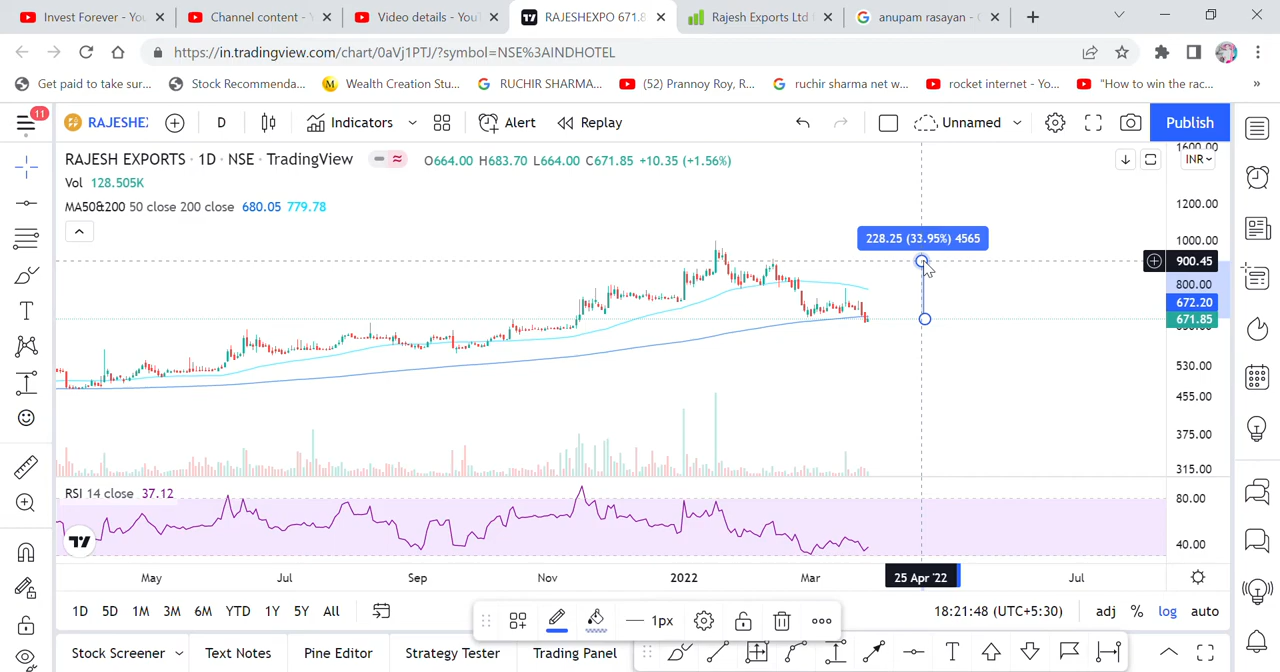 Invest Forever - You
Channel content - 
Video details - You
RAJESHEXPO 671.8
Rajesh Exports Ltd
anupam rasayan - G
https://in.tradingview.com/chart/0aVj1PTJ/?symbol=NSE%3AINDHOTEL
Get paid to take sur...
Stock Recommenda...
Wealth Creation Stu...
RUCHIR SHARMA...
(52) Prannoy Roy, R...
ruchir sharma net w...
rocket internet - Yo...
"How to win the rac...
11
RAJESHE
D
Indicators
Alert
Replay
Unnamed
Publish
RAJESH EXPORTS · 1D · NSE · TradingView
O664.00 H683.70 L664.00 C671.85 +10.35 (+1.56%)
INR
Vol 128.505K
MA50&200 50 close 200 close 680.05 779.78
228.25 (33.95%) 4565
1600.00
1200.00
1000.00
900.45
800.00
672.20
671.85
530.00
455.00
375.00
315.00
RSI 14 close 37.12
80.00
40.00
May
Jul
Sep
Nov
2022
Mar
25 Apr '22
Jul
1D 5D 1M 3M 6M YTD 1Y 5Y All
1px
18:21:48 (UTC+5:30)
adj % log auto
Stock Screener
Text Notes
Pine Editor
Strategy Tester
Trading Panel